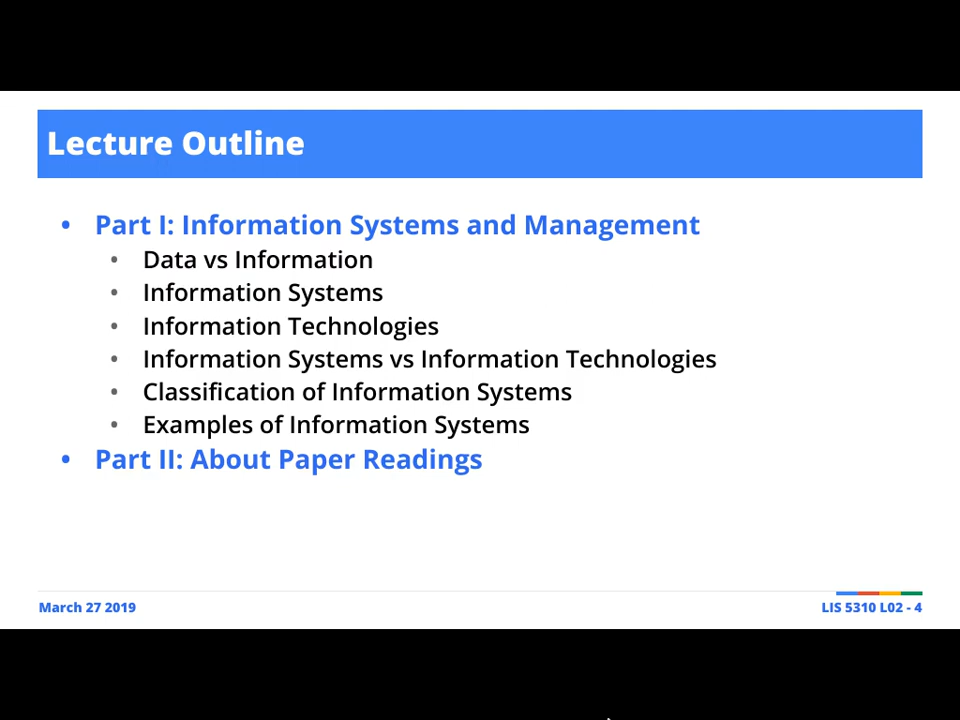 Lecture Outline
• Part I: Information Systems and Management
• Data vs Information
• Information Systems
• Information Technologies
• Information Systems vs Information Technologies
• Classification of Information Systems
• Examples of Information Systems
• Part II: About Paper Readings
March 27 2019
LIS 5310 L02 - 4